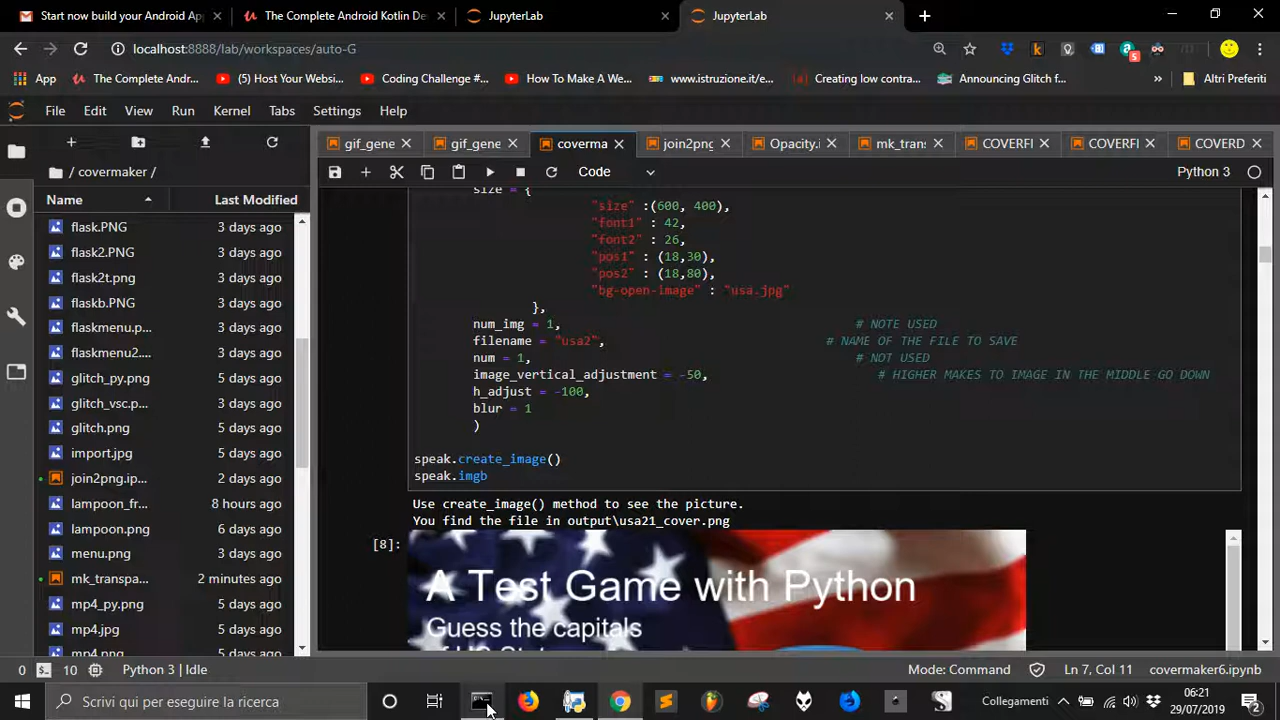 Start now build your Android Ap
The Complete Android Kotlin De
JupyterLab
JupyterLab
localhost:8888/lab/workspaces/auto-G
5
App
The Complete Andr...
(5) Host Your Websi...
Coding Challenge #...
How To Make A We...
www.istruzione.it/e...
Creating low contra...
Announcing Glitch f...
»
Altri Preferiti
File
Edit
View
Run
Kernel
Tabs
Settings
Help
gif_gene
gif_gene
coverma
join2png
Opacity.i
mk_trans
COVERFI
COVERFI
COVERD
/ covermaker /
Code
Python 3
Name
Last Modified
flask.PNG 3 days ago
flask2.PNG 3 days ago
flask2t.png 3 days ago
flaskb.PNG 3 days ago
flaskmenu.p... 3 days ago
flaskmenu2.... 3 days ago
glitch_py.png 3 days ago
glitch_vsc.p... 3 days ago
glitch.png 3 days ago
import.jpg 3 days ago
join2png.ip... 2 days ago
lampoon_fr... 8 hours ago
lampoon.png 6 days ago
menu.png 3 days ago
mk_transpa... 2 minutes ago
mp4_py.png 5 days ago
mp4.jpg 5 days ago
mp4.png 5 days ago
size = {
"size" :(600, 400),
"font1" : 42,
"font2" : 26,
"pos1" : (18,30),
"pos2" : (18,80),
"bg-open-image" : "usa.jpg"
},
num_img = 1, # NOTE USED
filename = "usa2", # NAME OF THE FILE TO SAVE
num = 1, # NOT USED
image_vertical_adjustment = -50, # HIGHER MAKES TO IMAGE IN THE MIDDLE GO DOWN
h_adjust = -100,
blur = 1
)
speak.create_image()
speak.imgb
Use create_image() method to see the picture.
You find the file in output\usa21_cover.png
[8]:
A Test Game with Python
Guess the capitals
of US State
0
10
Python 3 | Idle
Mode: Command
Ln 7, Col 11
covermaker6.ipynb
Scrivi qui per eseguire la ricerca
Collegamenti
»
06:21
29/07/2019
2